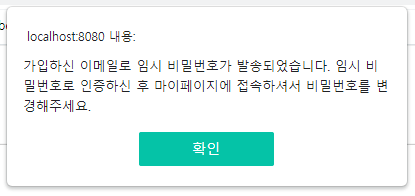 localhost:8080 내용:
가입하신 이메일로 임시 비밀번호가 발송되었습니다. 임시 비
밀번호로 인증하신 후 마이페이지에 접속하셔서 비밀번호를 변
경해주세요.
확인